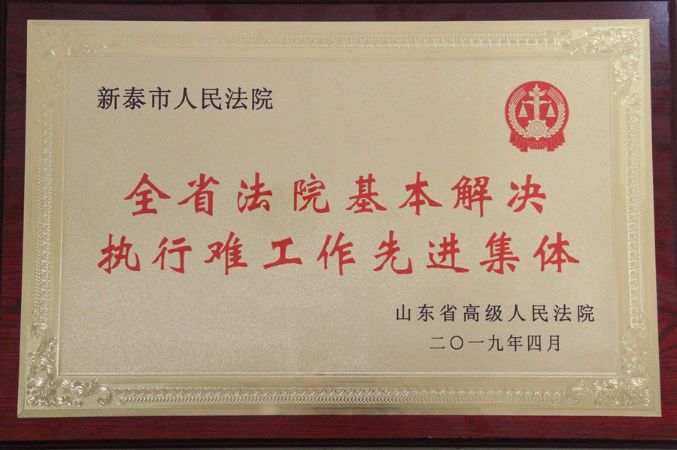 新泰市人民法院
全省法院基本解决
执行难工作先进集体
山东省高级人民法院
二〇一九年四月